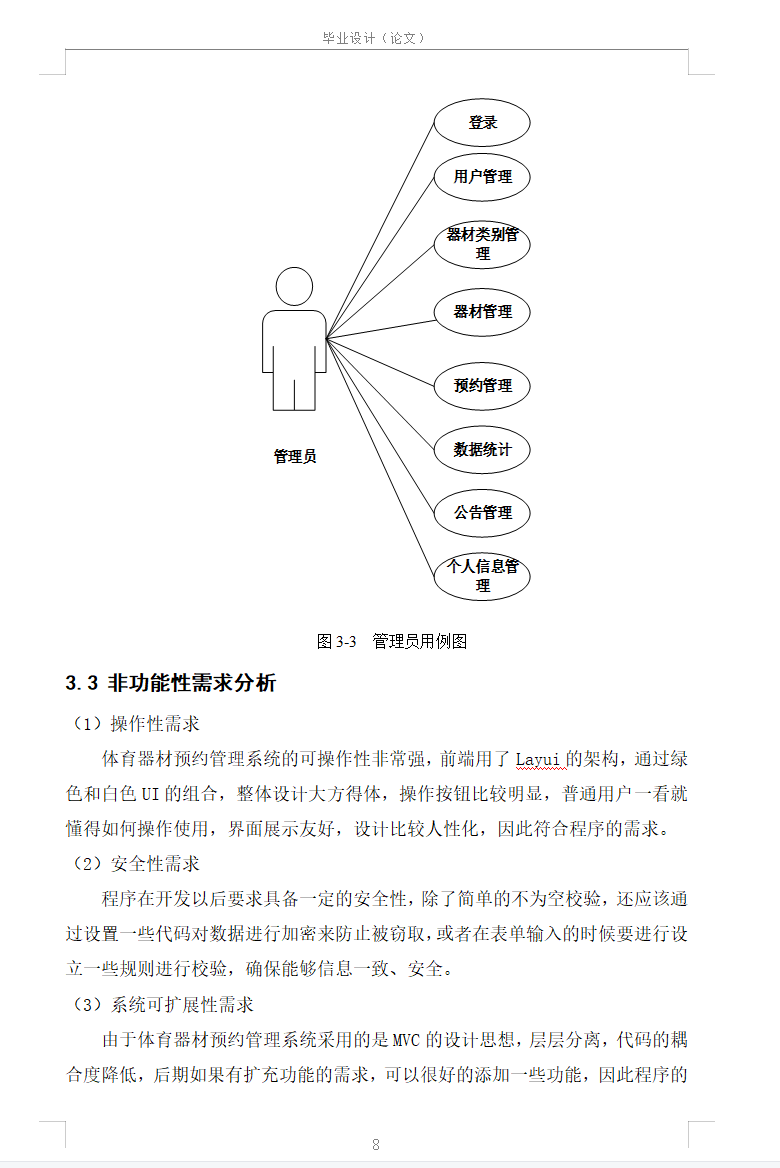 毕业设计（论文）
登录
用户管理
器材类别管
理
器材管理
预约管理
数据统计
管理员
公告管理
个人信息管
理
图 3-3 管理员用例图
3.3 非功能性需求分析
（1）操作性需求
体育器材预约管理系统的可操作性非常强，前端用了 Layui 的架构，通过绿
色和白色 UI 的组合，整体设计大方得体，操作按钮比较明显，普通用户一看就
懂得如何操作使用，界面展示友好，设计比较人性化，因此符合程序的需求。
（2）安全性需求
程序在开发以后要求具备一定的安全性，除了简单的不为空校验，还应该通
过设置一些代码对数据进行加密来防止被窃取，或者在表单输入的时候要进行设
立一些规则进行校验，确保能够信息一致、安全。
（3）系统可扩展性需求
由于体育器材预约管理系统采用的是 MVC 的设计思想，层层分离，代码的耦
合度降低，后期如果有扩充功能的需求，可以很好的添加一些功能，因此程序的
8